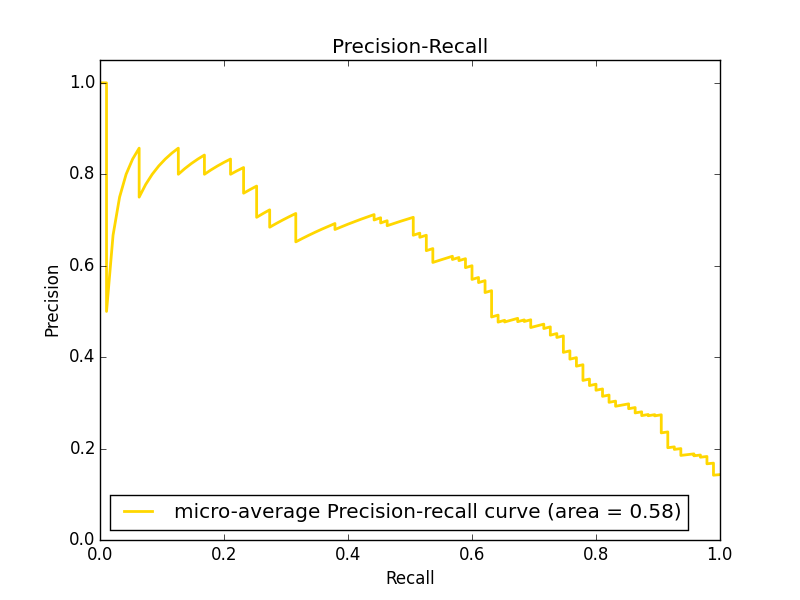 Precision-Recall
1.0
0.8
0.6
0.4
0.2
0.0
Precision
micro-average Precision-recall curve (area = 0.58)
0.0 0.2 0.4 0.6 0.8 1.0
Recall